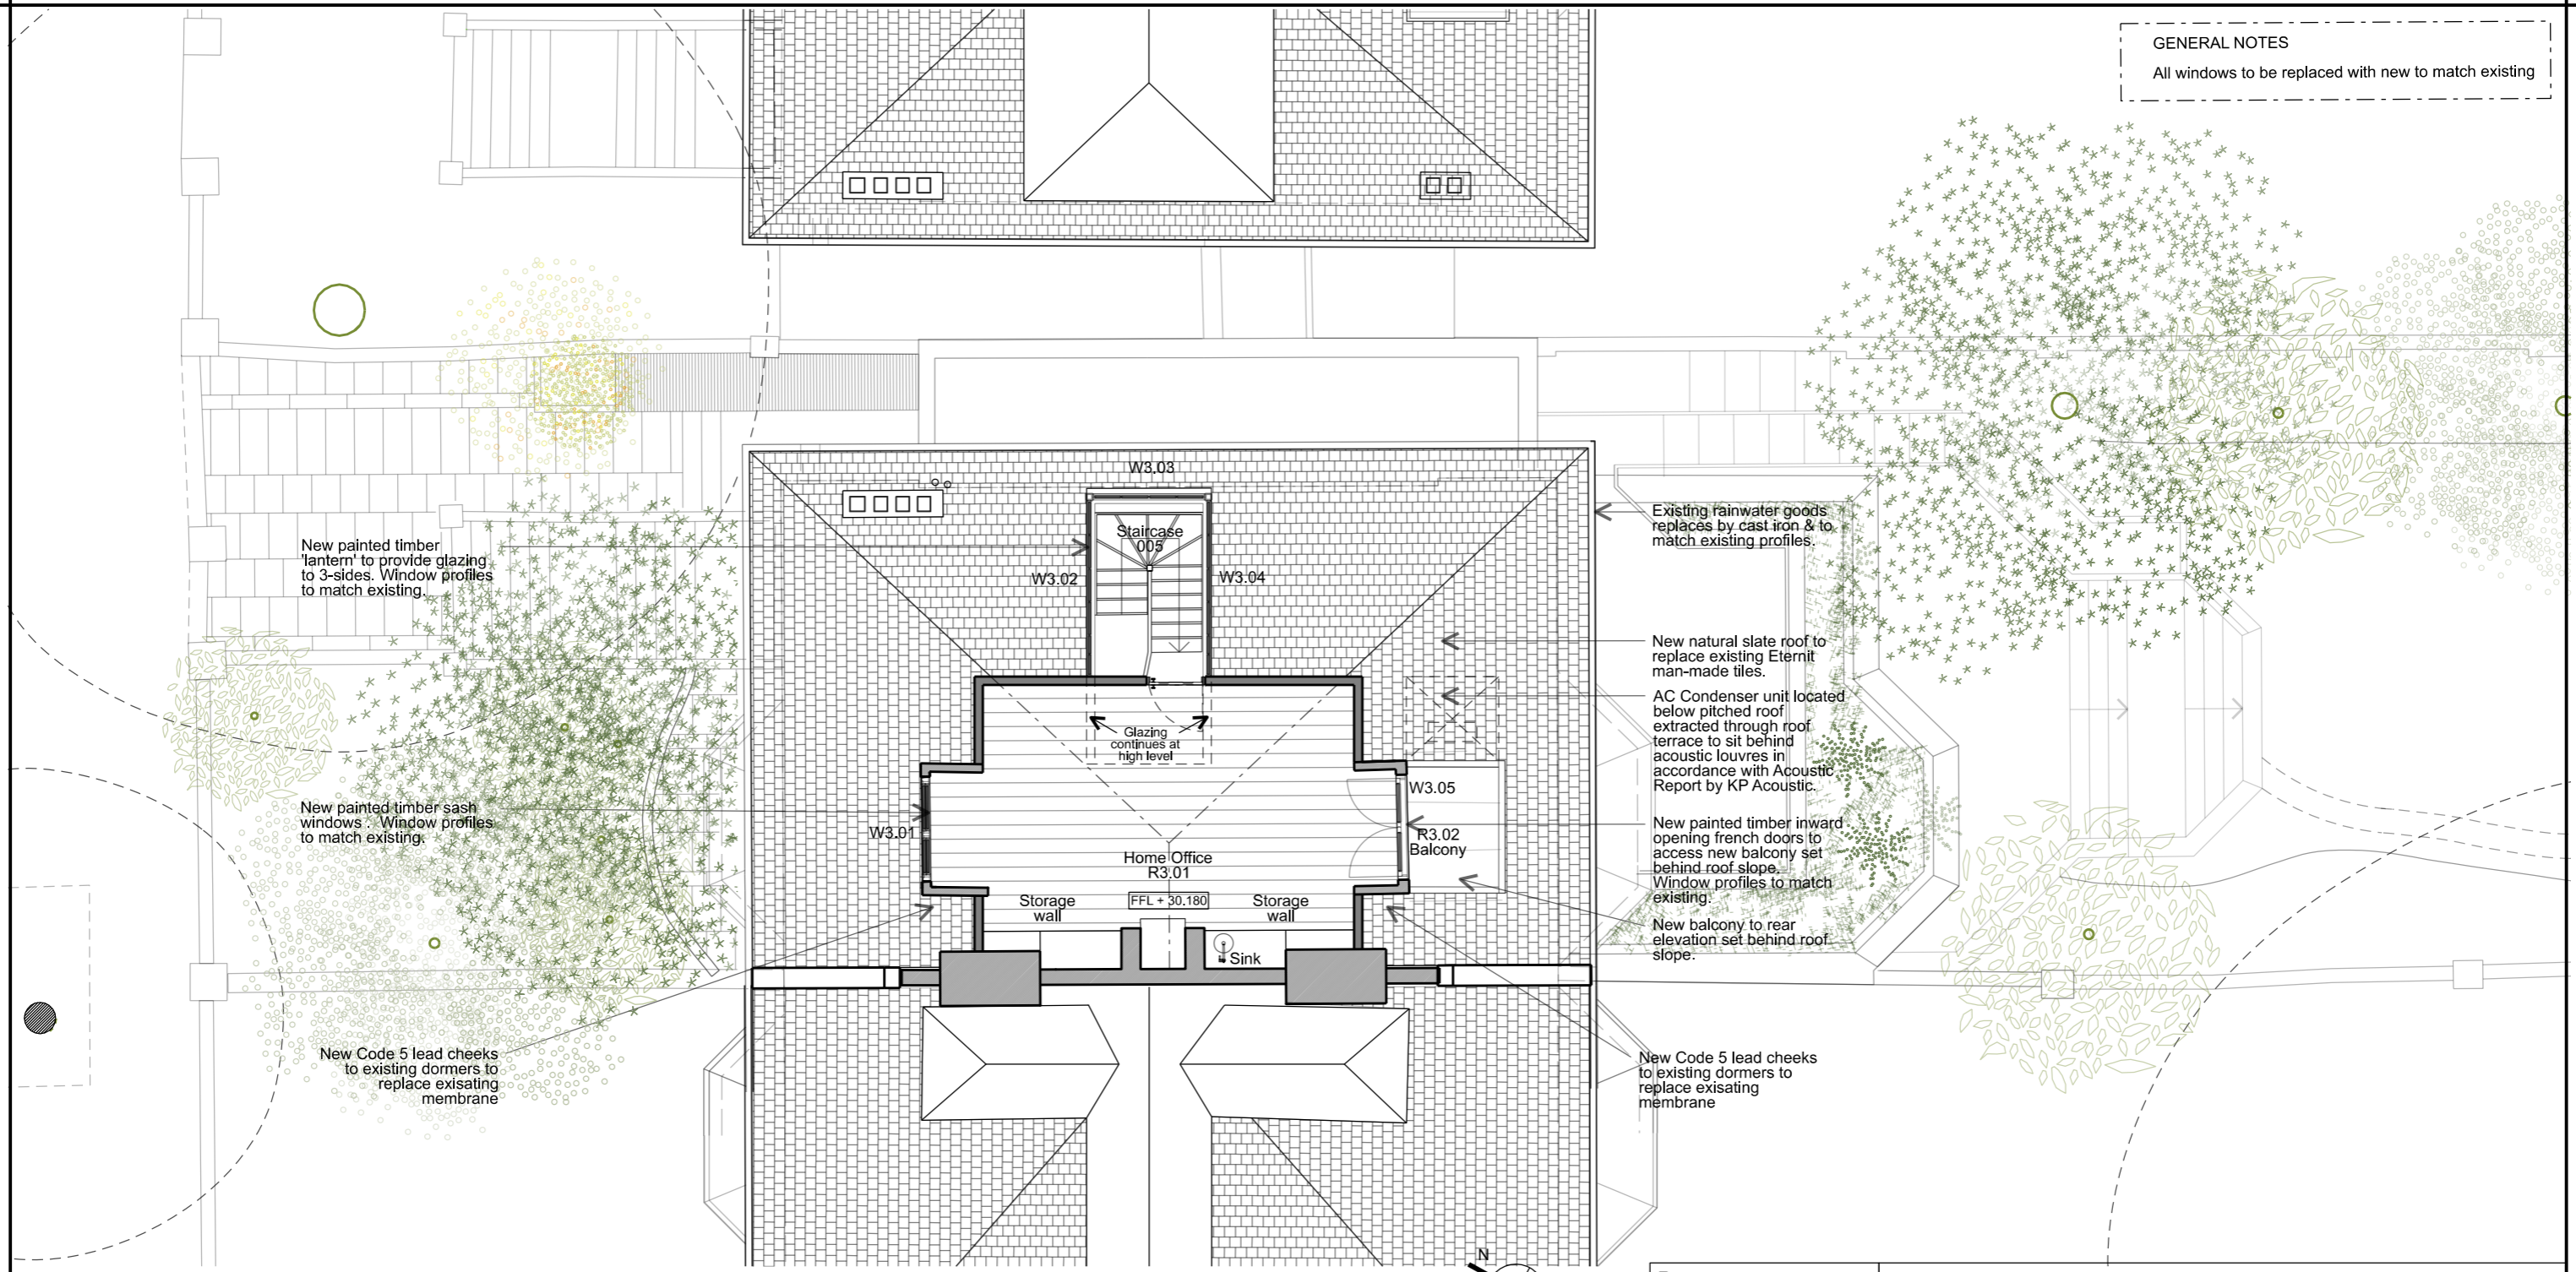 GENERAL NOTES
All windows to be replaced with new to match existing
W3.03
Staircase
005
W3.02
W3.04
New painted timber
'lantern' to provide glazing
to 3-sides. Window profiles
to match existing.
Existing rainwater goods
replaces by cast iron & to
match existing profiles.
New natural slate roof to
replace existing Eternit
man-made tiles.
AC Condenser unit located
below pitched roof
extracted through roof
terrace to sit behind
acoustic louvres in
accordance with Acoustic
Report by KP Acoustic.
Glazing
continues at
high level
New painted timber sash
windows . Window profiles
to match existing.
W3.01
W3.05
R3.02
Balcony
New painted timber inward
opening french doors to
access new balcony set
behind roof slope.
Window profiles to match
existing.
Home Office
R3.01
Storage
wall
FFL + 30.180
Storage
wall
New balcony to rear
elevation set behind roof
slope.
Sink
New Code 5 lead cheeks
to existing dormers to
replace exisating
membrane
New Code 5 lead cheeks
to existing dormers to
replace exisating
membrane
N